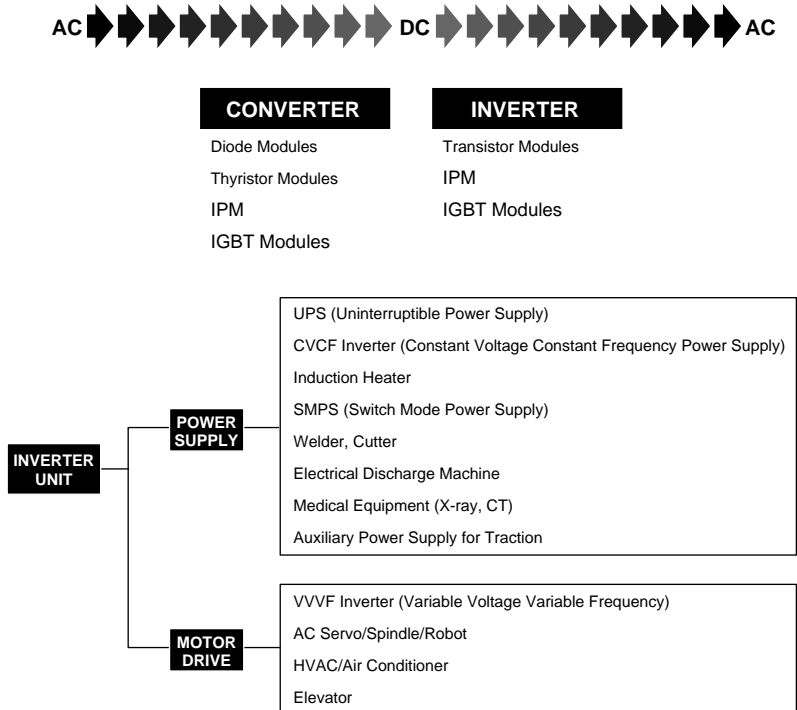 AC DC AC
CONVERTER
Diode Modules
Thyristor Modules
IPM
IGBT Modules
INVERTER
Transistor Modules
IPM
IGBT Modules
INVERTER
UNIT
POWER
SUPPLY
UPS (Uninterruptible Power Supply)
CVCF Inverter (Constant Voltage Constant Frequency Power Supply)
Induction Heater
SMPS (Switch Mode Power Supply)
Welder, Cutter
Electrical Discharge Machine
Medical Equipment (X-ray, CT)
Auxiliary Power Supply for Traction
MOTOR
DRIVE
VVVF Inverter (Variable Voltage Variable Frequency)
AC Servo/Spindle/Robot
HVAC/Air Conditioner
Elevator